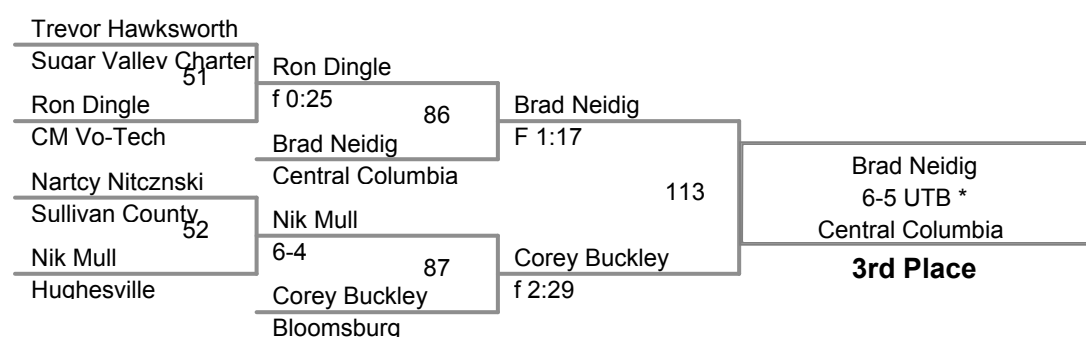 Trevor Hawksworth
Sugar Valley Charter
51
Ron Dingle
CM Vo-Tech
Nartcy Nitcznski
Sullivan County
52
Nik Mull
Hughesville
Ron Dingle
f 0:25
86
Brad Neidig
Central Columbia
Nik Mull
6-4
87
Corey Buckley
Bloomsburg
Brad Neidig
F 1:17
113
Corey Buckley
f 2:29
Brad Neidig
6-5 UTB *
Central Columbia
3rd Place